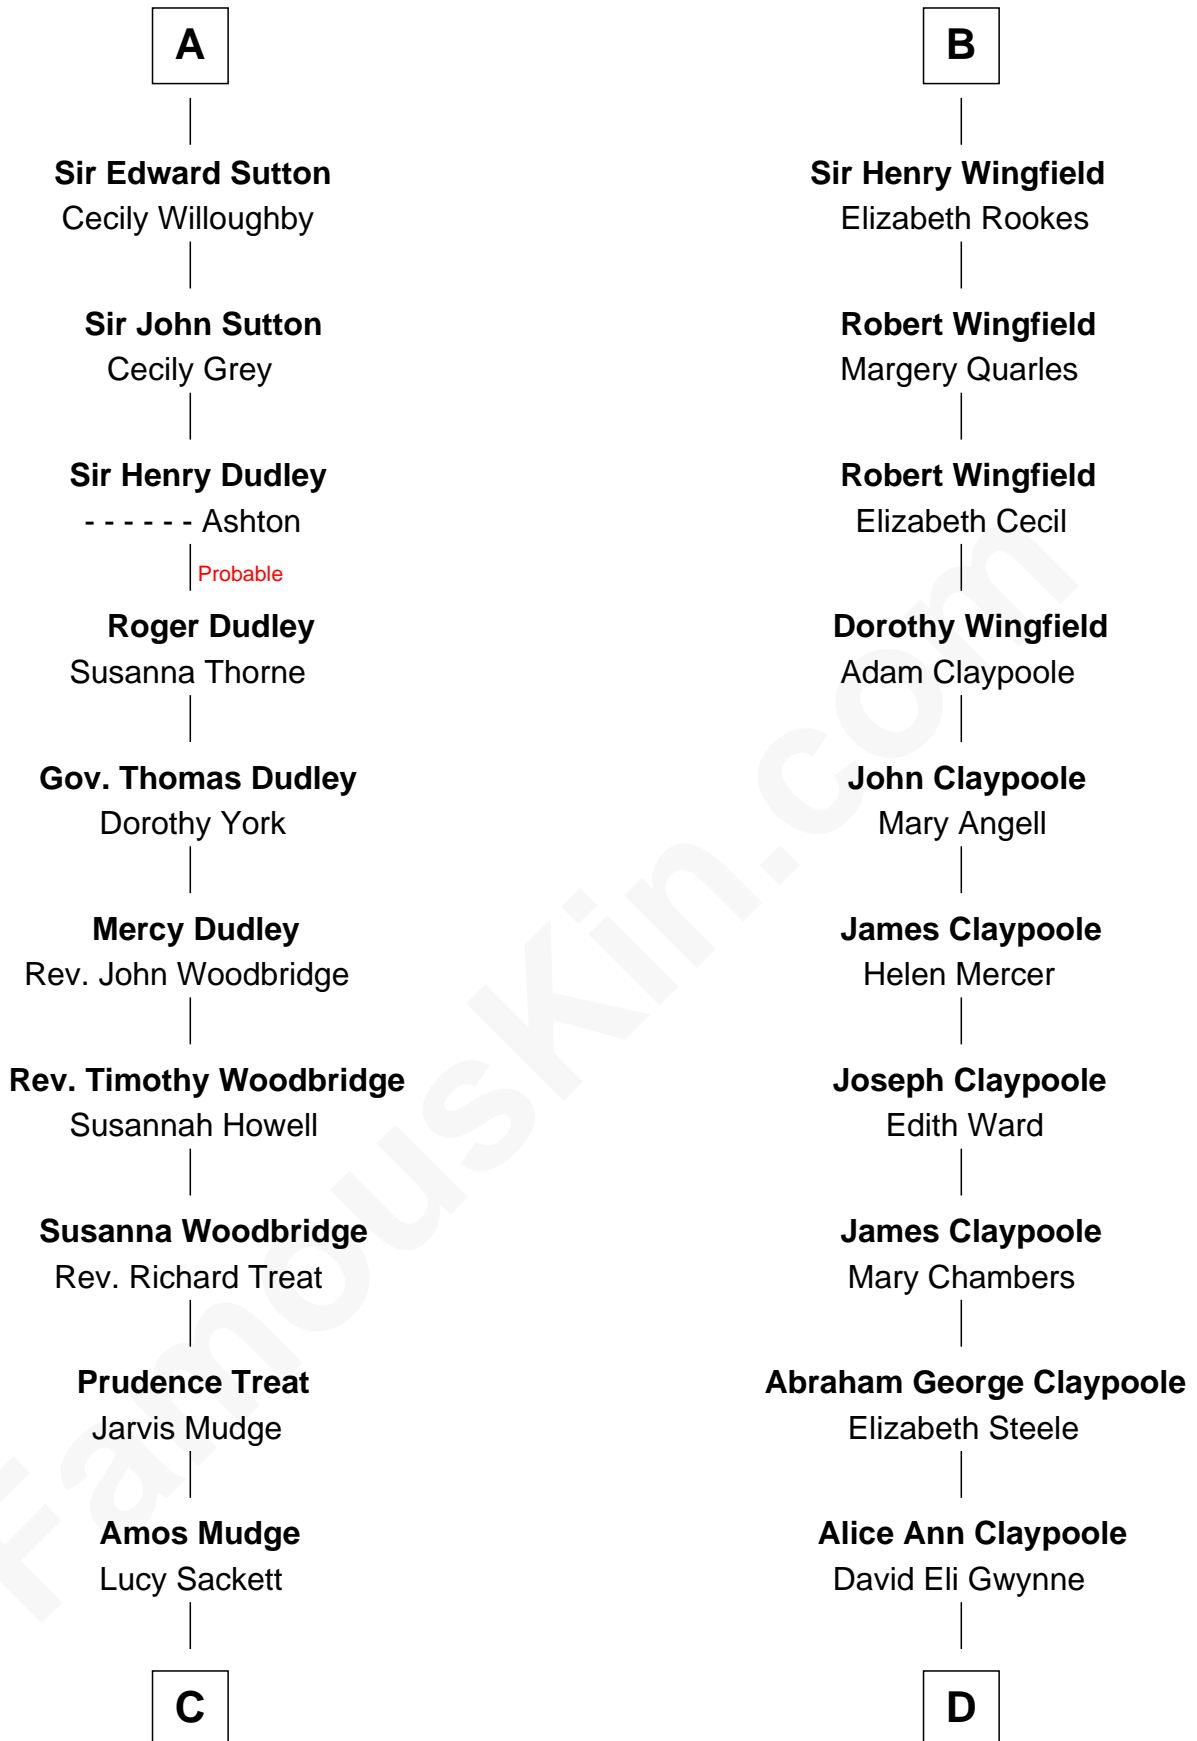 A
Sir Edward Sutton
Cecily Willoughby
Sir John Sutton
Cecily Grey
Sir Henry Dudley
- - - - - - Ashton
Probable
Roger Dudley
Susanna Thorne
Gov. Thomas Dudley
Dorothy York
Mercy Dudley
Rev. John Woodbridge
Rev. Timothy Woodbridge
Susannah Howell
Susanna Woodbridge
Rev. Richard Treat
Prudence Treat
Jarvis Mudge
Amos Mudge
Lucy Sackett
C
B
Sir Henry Wingfield
Elizabeth Rookes
Robert Wingfield
Margery Quarles
Robert Wingfield
Elizabeth Cecil
Dorothy Wingfield
Adam Claypoole
John Claypoole
Mary Angell
James Claypoole
Helen Mercer
Joseph Claypoole
Edith Ward
James Claypoole
Mary Chambers
Abraham George Claypoole
Elizabeth Steele
Alice Ann Claypoole
David Eli Gwynne
D
FamousKin.com